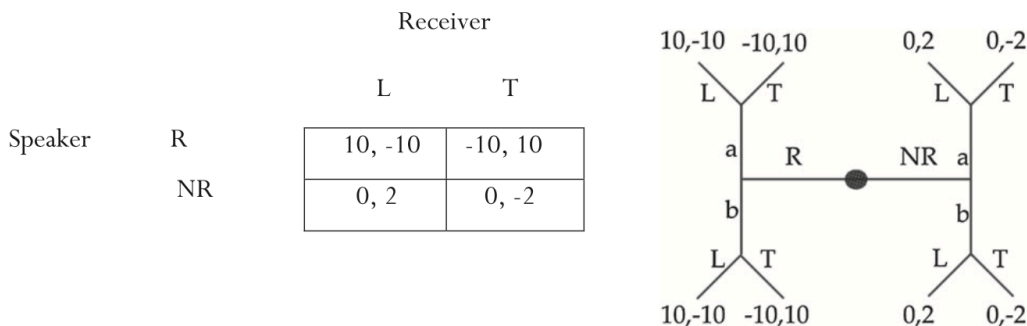 Receiver
L T
Speaker R 10, -10 -10, 10
NR 0, 2 0, -2
10,-10 -10,10 0,2 0,-2
L T L T
a R NR a
b b
L T L T
10,-10 -10,10 0,2 0,-2